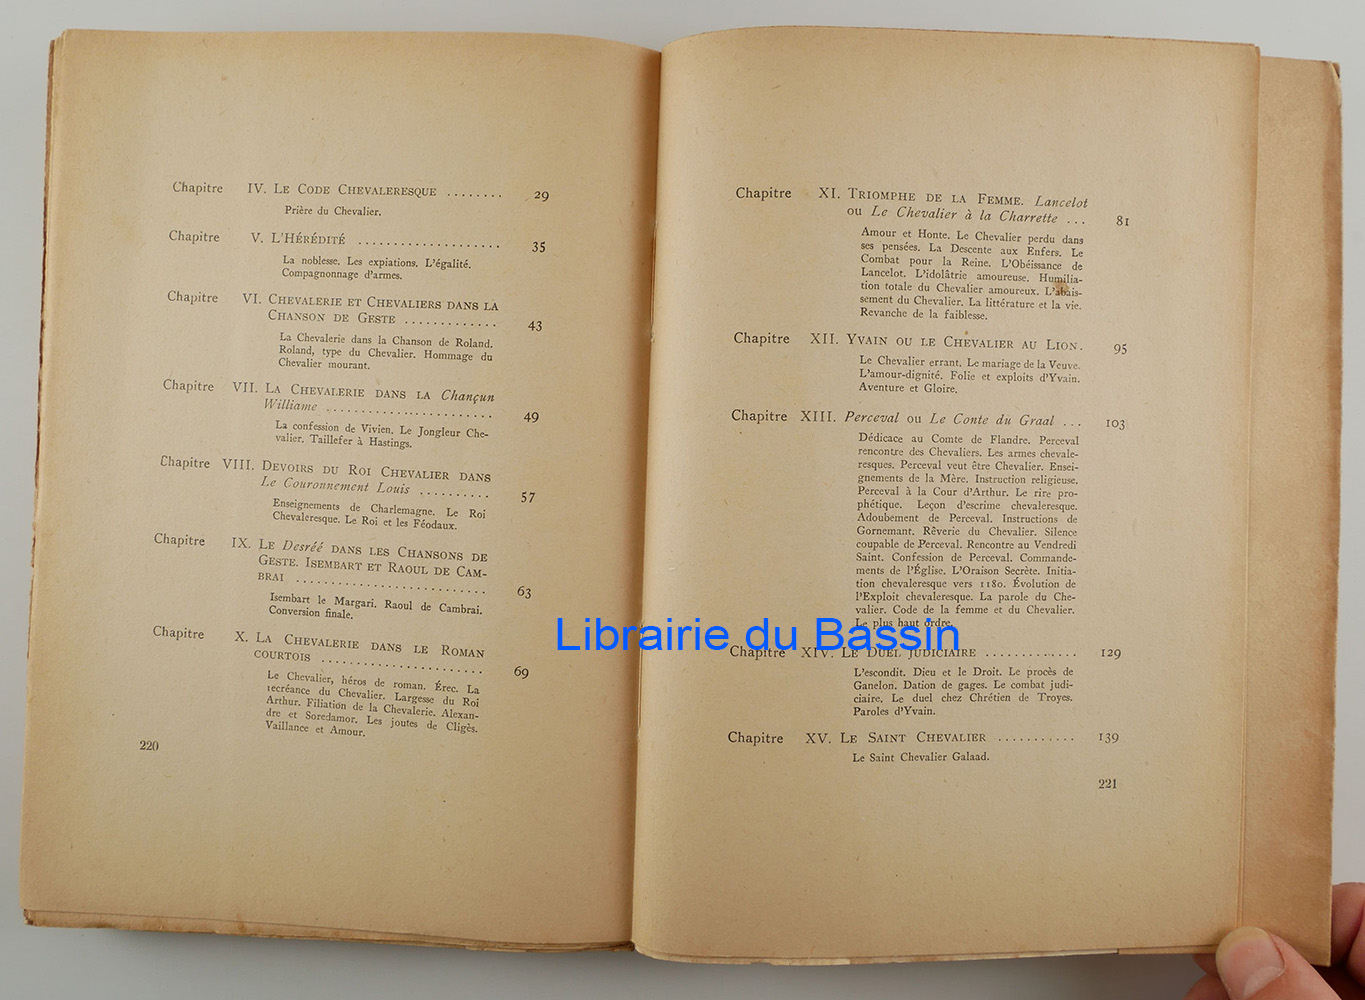 Chapitre IV. Le Code Chevaleresque ........ 29
Prière du Chevalier.
Chapitre V. L'Hérédité .................... 35
La noblesse. Les expiations. L'égalité.
Compagnonnage d'armes.
Chapitre VI. Chevalerie et Chevaliers dans la
Chanson de Geste ............. 43
La Chevalerie dans la Chanson de Roland.
Roland, type du Chevalier. Hommage du
Chevalier mourant.
Chapitre VII. La Chevalerie dans la Chançun
Williame ........................ 49
La confession de Vivien. Le Jongleur Che-
valier. Taillefer à Hastings.
Chapitre VIII. Devoirs du Roi Chevalier dans
Le Couronnement Louis .......... 57
Enseignements de Charlemagne. Le Roi
Chevaleresque. Le Roi et les Féodaux.
Chapitre IX. Le Desréé dans les Chansons de
Geste. Isembart et Raoul de Cam-
brai ........................... 63
Isembart le Margari. Raoul de Cambrai.
Conversion finale.
Chapitre X. La Chevalerie dans le Roman
courtois ....................... 69
Le Chevalier, héros de roman. Érec. La
recréance du Chevalier. Largesse du Roi
Arthur. Filiation de la Chevalerie. Alexan-
dre et Soredamor. Les joutes de Cligès.
Vaillance et Amour.
220
Chapitre XI. Triomphe de la Femme. Lancelot
ou Le Chevalier à la Charrette ... 81
Amour et Honte. Le Chevalier perdu dans
ses pensées. La Descente aux Enfers. Le
Combat pour la Reine. L'Obéissance de
Lancelot. L'idolâtrie amoureuse. Humilia-
tion totale du Chevalier amoureux. L'abais-
sement du Chevalier. La littérature et la vie.
Revanche de la faiblesse.
Chapitre XII. Yvain ou le Chevalier au Lion. 95
Le Chevalier errant. Le mariage de la Veuve.
L'amour-dignité. Folie et exploits d'Yvain.
Aventure et Gloire.
Chapitre XIII. Perceval ou Le Conte du Graal ... 103
Dédicace au Comte de Flandre. Perceval
rencontre des Chevaliers. Les armes chevale-
resques. Perceval veut être Chevalier. Ensei-
gnements de la Mère. Instruction religieuse.
Perceval à la Cour d'Arthur. Le rire pro-
phétique. Leçon d'escrime chevaleresque.
Adoubement de Perceval. Instructions de
Gornemant. Rêverie du Chevalier. Silence
coupable de Perceval. Rencontre au Vendredi
Saint. Confession de Perceval. Commande-
ments de l'Église. L'Oraison Secrète. Initia-
tion chevaleresque vers 1180. Évolution de
l'Exploit chevaleresque. La parole du Che-
valier. Code de la femme et du Chevalier.
Le plus haut ordre.
Librairie du Bassin
Chapitre XIV. Le Duel judiciaire ............. 129
L'escondit. Dieu et le Droit. Le procès de
Ganelon. Dation de gages. Le combat judi-
ciaire. Le duel chez Chrétien de Troyes.
Paroles d'Yvain.
Chapitre XV. Le Saint Chevalier ........... 139
Le Saint Chevalier Galaad.
221